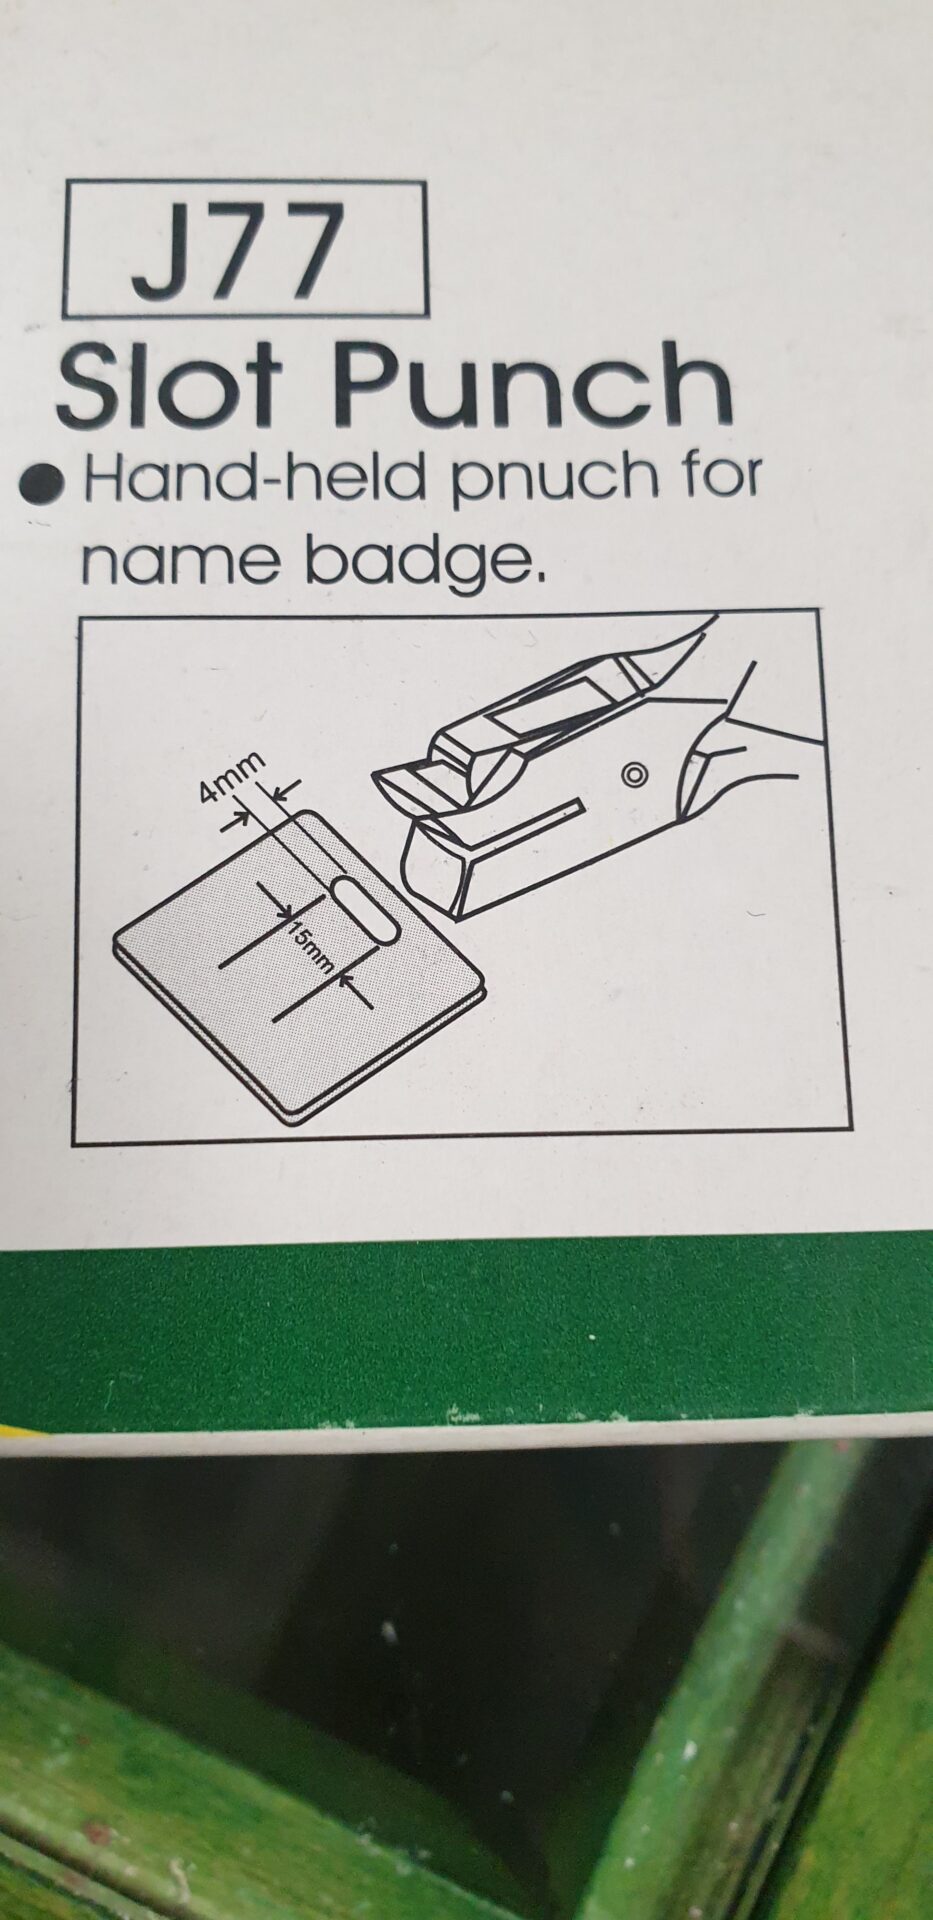 J77
Slot Punch
● Hand-held pnuch for
name badge.
4mm
15mm